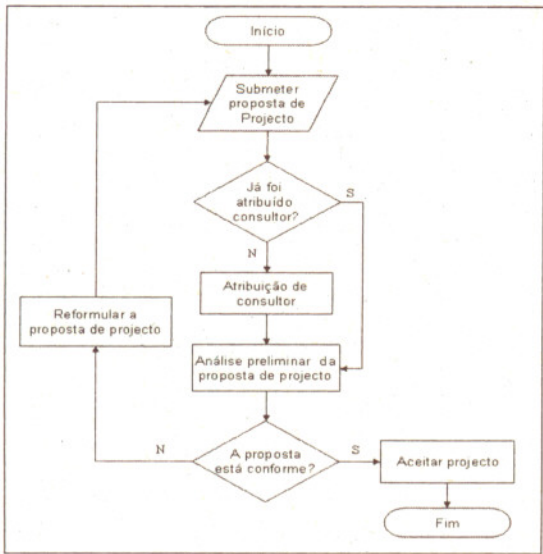 Início
Submeter
proposta de
Projecto
Já foi
atribuído
consultor?
S
N
Atribuição de
consultor
Reformular a
proposta de projecto
Análise preliminar da
proposta de projecto
N
A proposta
está conforme?
S
Aceitar projecto
Fim